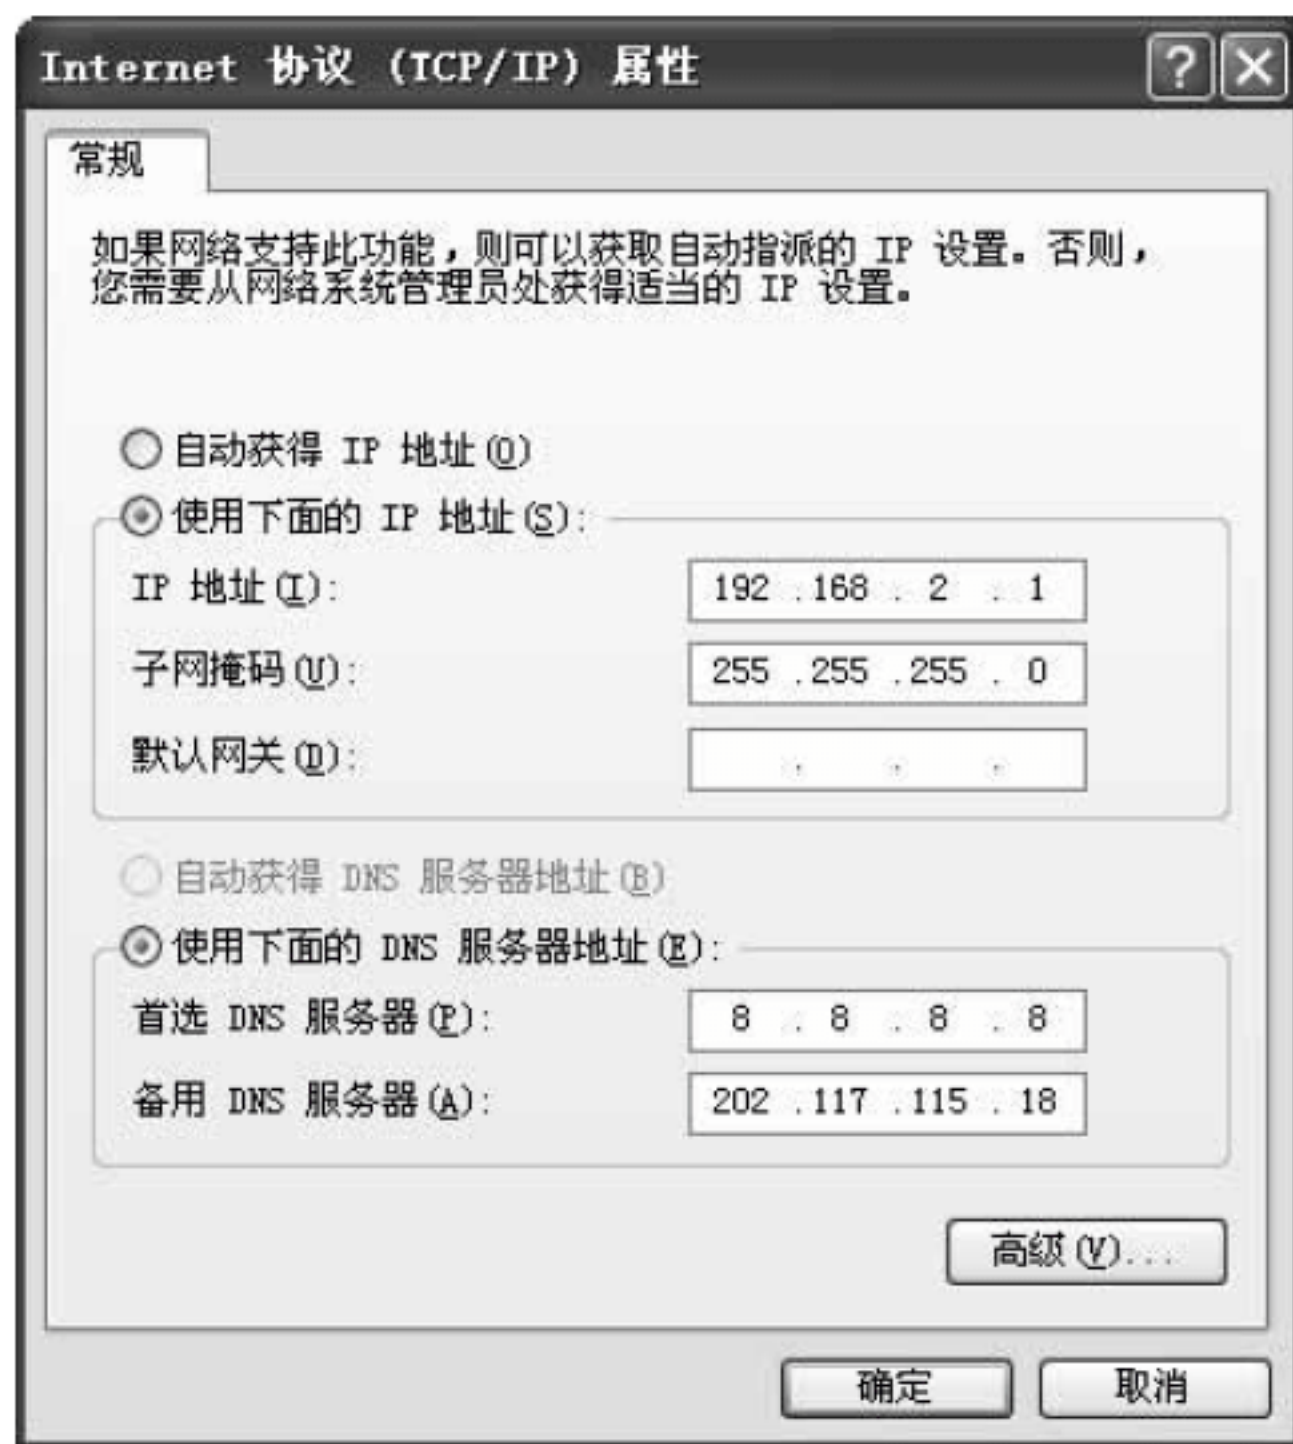 Internet 协议 (TCP/IP) 属性
常规
如果网络支持此功能，则可以获取自动指派的 IP 设置。否则，
您需要从网络系统管理员处获得适当的 IP 设置。
自动获得 IP 地址(O)
使用下面的 IP 地址(S):
IP 地址(I): 192 . 168 . 2 . 1
子网掩码(U): 255 . 255 . 255 . 0
默认网关(D): . . .
自动获得 DNS 服务器地址(B)
使用下面的 DNS 服务器地址(E):
首选 DNS 服务器(P): 8 . 8 . 8 . 8
备用 DNS 服务器(A): 202 . 117 . 115 . 18
高级(V)...
确定 取消